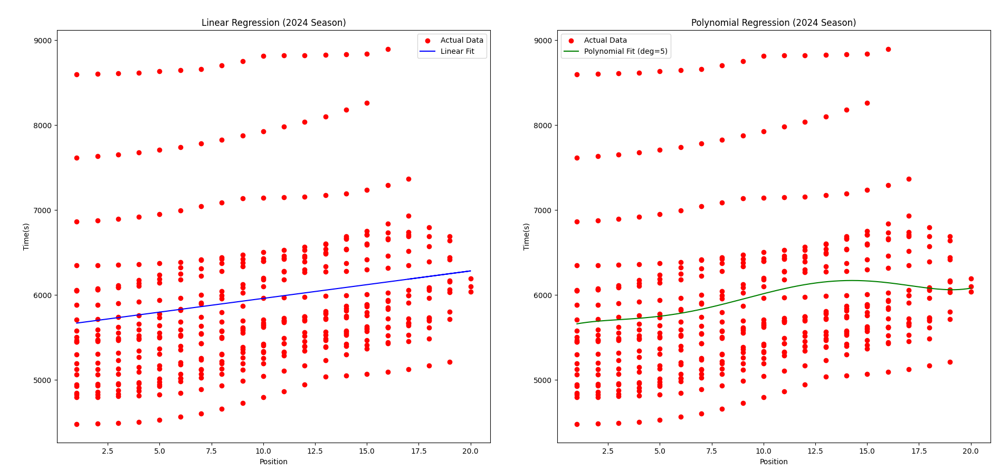 Linear Regression (2024 Season)
9000
8000
7000
6000
5000
Time(s)
2.5
5.0
7.5
10.0
12.5
15.0
17.5
20.0
Position
Actual Data
Linear Fit
Polynomial Regression (2024 Season)
9000
8000
7000
6000
5000
Time(s)
2.5
5.0
7.5
10.0
12.5
15.0
17.5
20.0
Position
Actual Data
Polynomial Fit (deg=5)